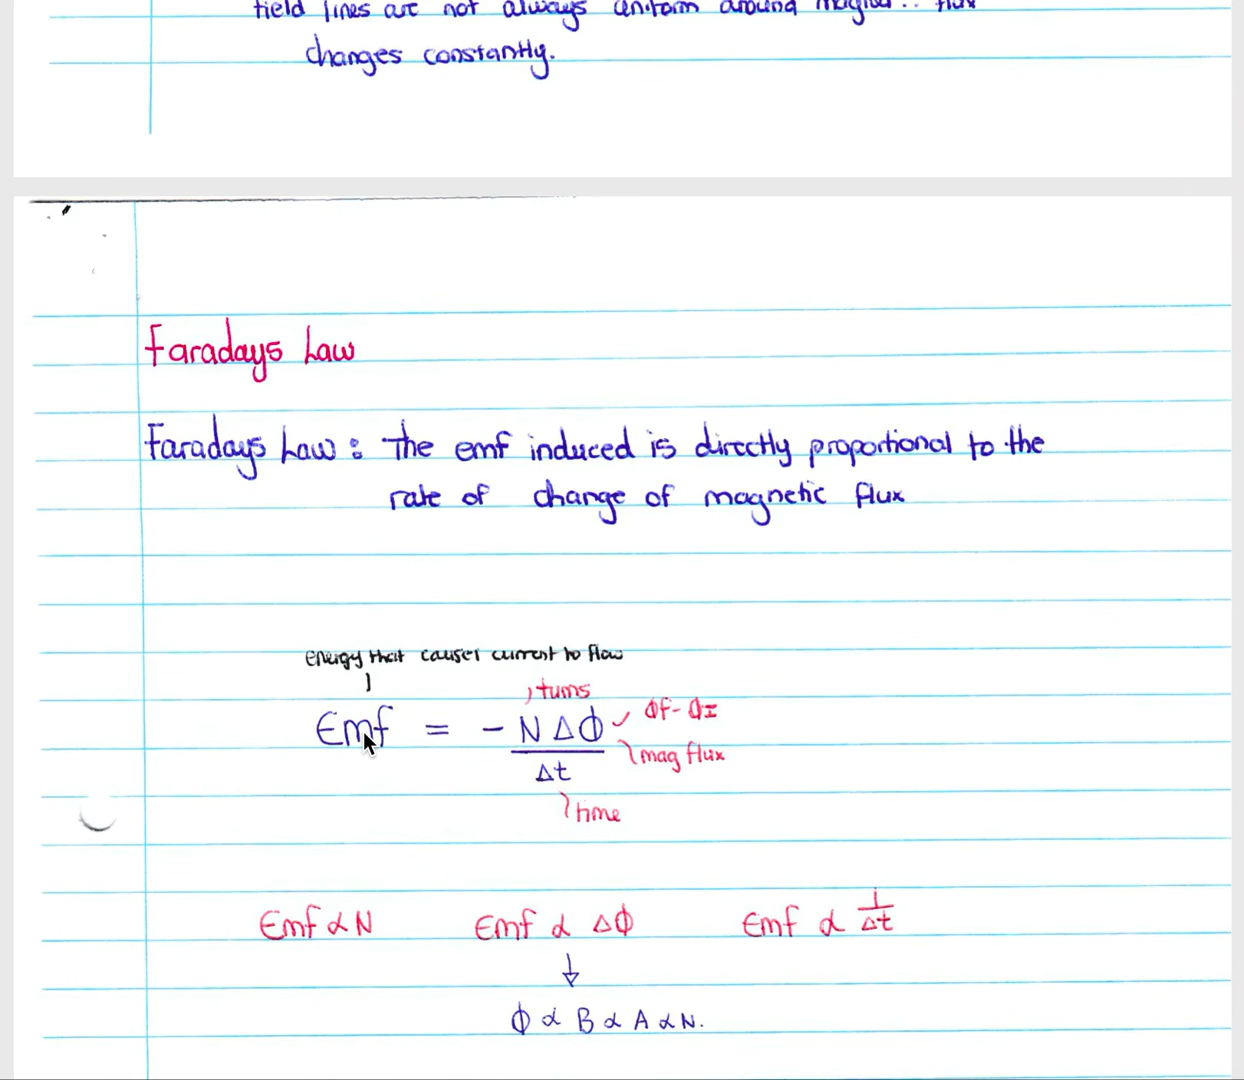 field lines are not always uniform around magnet ∴ flux
changes constantly.
Faradays Law
Faradays Law : The emf induced is directly proportional to the
rate of change of magnetic flux
energy that causes current to flow
turns
Emf = - N Δϕ
Δt
ϕf - ϕI
mag flux
time
Emf ∝ N
Emf ∝ Δϕ
Emf ∝ 1/Δt
↓
ϕ ∝ B ∝ A ∝ N.